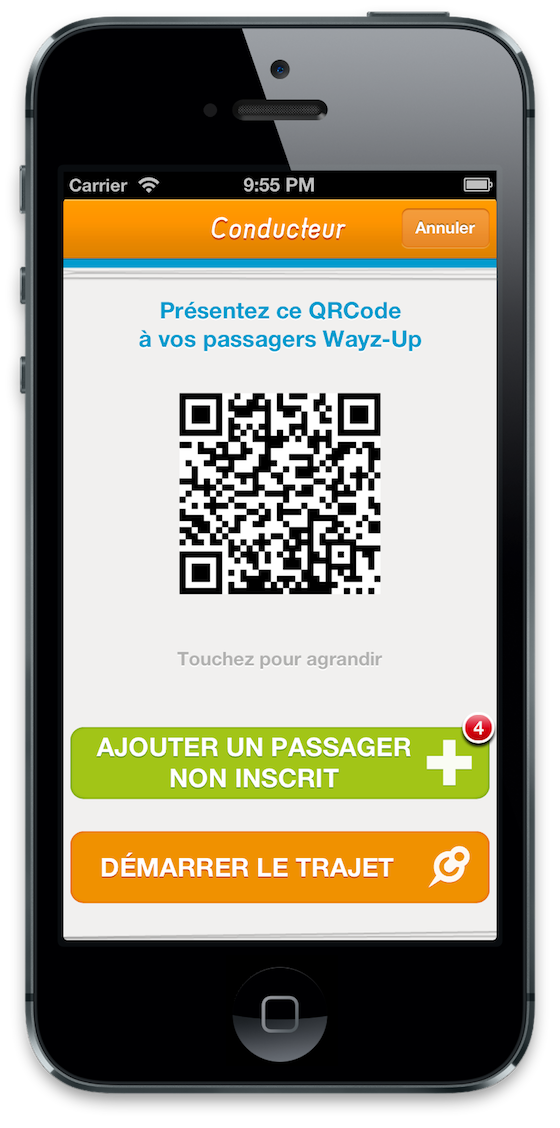 Carrier 9:55 PM
Conducteur Annuler
Présentez ce QRCode
à vos passagers Wayz-Up
Touchez pour agrandir
4
AJOUTER UN PASSAGER
NON INSCRIT
DÉMARRER LE TRAJET